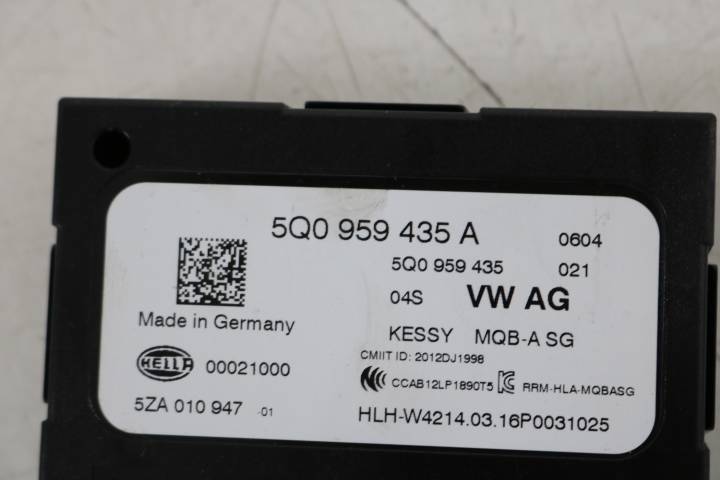 5Q0 959 435 A 0604
5Q0 959 435 021
04S VW AG
Made in Germany
KESSY MQB-A SG
CMIIT ID: 2012DJ1998
HELLA 00021000
CCAB12LP1890T5 RRM-HLA-MQBASG
5ZA 010 947 -01
HLH-W4214.03.16P0031025